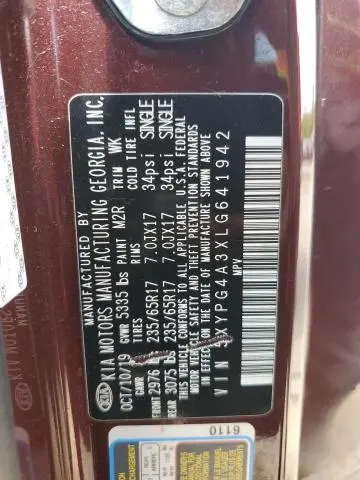 MANUFACTURED BY
KIA MOTORS MANUFACTURING GEORGIA, INC.
OCT/10/19 GVWR 5335 lbs PAINT M2R TRIM WK
GAWR TIRES RIMS COLD TIRE INFL
FRONT 2976 235/65R17 7.0JX17 34psi SINGLE
REAR 3075 lbs 235/65R17 7.0JX17 34psi SINGLE
THIS VEHICLE CONFORMS TO ALL APPLICABLE U.S.A. FEDERAL
MOTOR VEHICLE SAFETY AND THEFT PREVENTION STANDARDS
IN EFFECT ON THE DATE OF MANUFACTURE SHOWN ABOVE.
VIN 5XYPG4A3XLG641942
MPV
KIA
6110